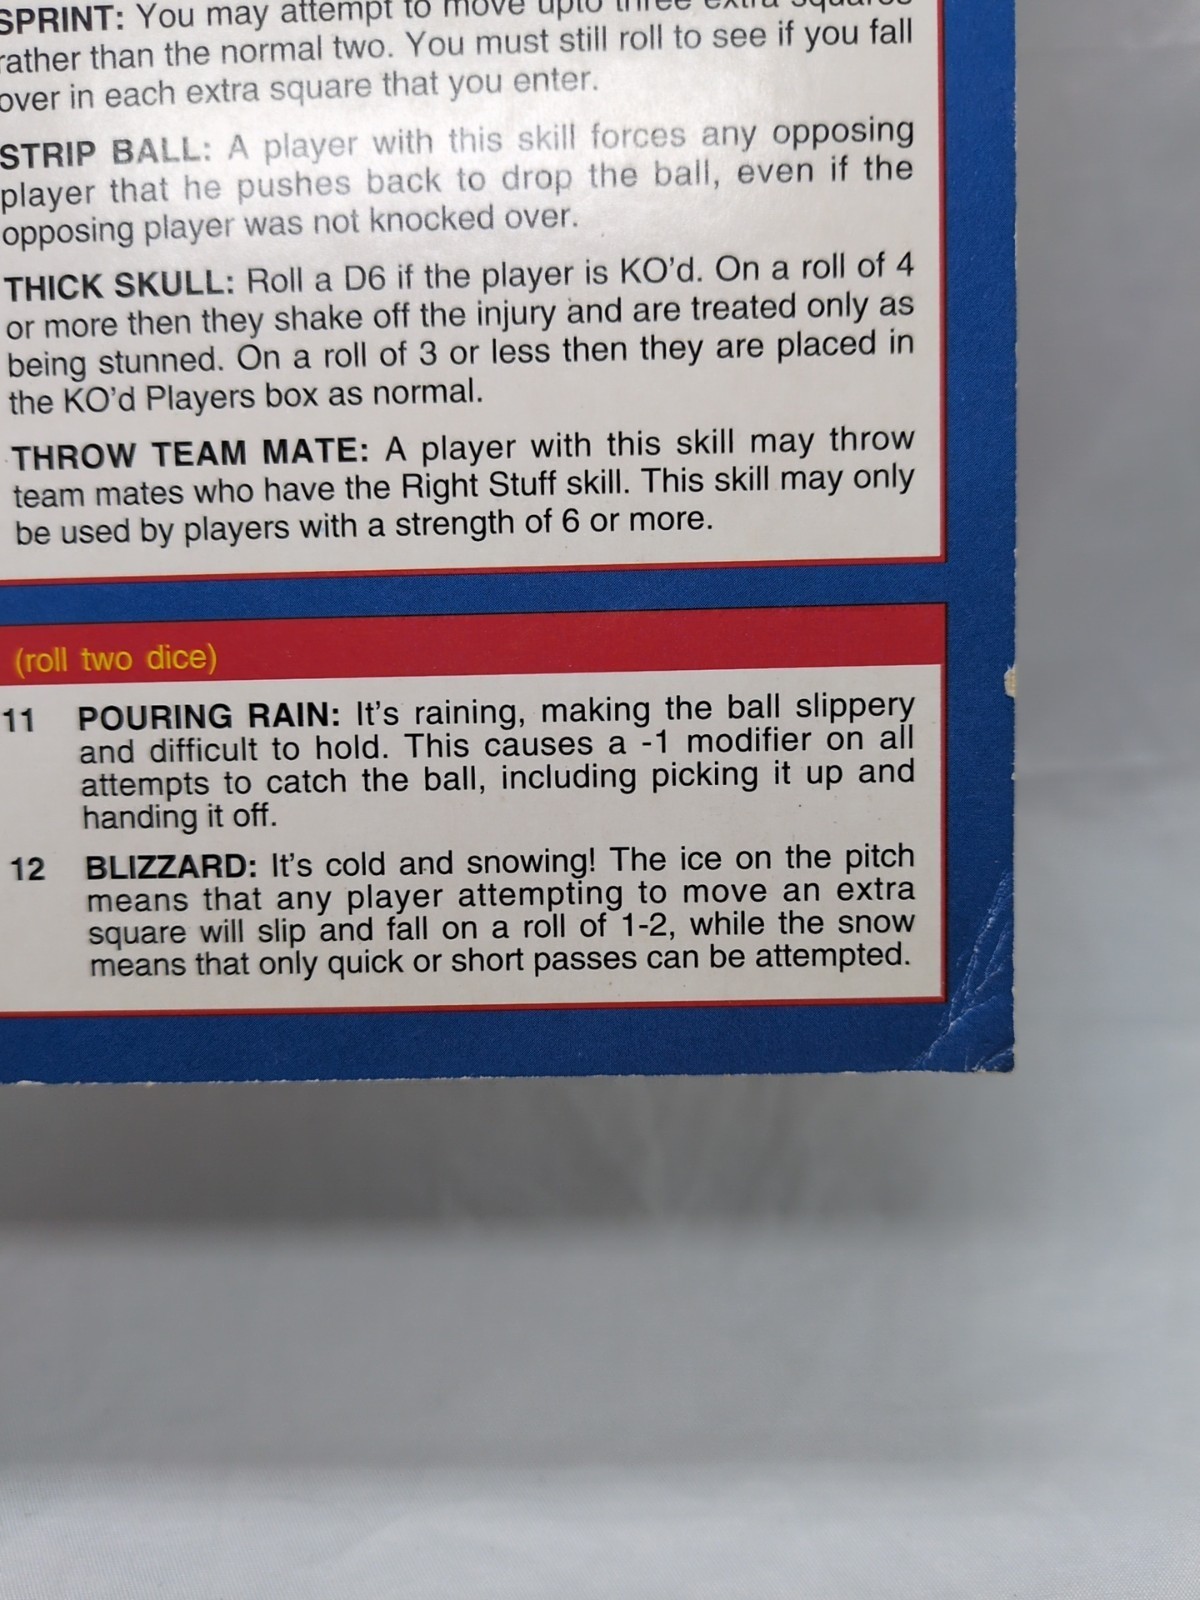 SPRINT: You may attempt to move upto three extra squares
rather than the normal two. You must still roll to see if you fall
over in each extra square that you enter.
STRIP BALL: A player with this skill forces any opposing
player that he pushes back to drop the ball, even if the
opposing player was not knocked over.
THICK SKULL: Roll a D6 if the player is KO'd. On a roll of 4
or more then they shake off the injury and are treated only as
being stunned. On a roll of 3 or less then they are placed in
the KO'd Players box as normal.
THROW TEAM MATE: A player with this skill may throw
team mates who have the Right Stuff skill. This skill may only
be used by players with a strength of 6 or more.
(roll two dice)
11 POURING RAIN: It's raining, making the ball slippery
and difficult to hold. This causes a -1 modifier on all
attempts to catch the ball, including picking it up and
handing it off.
12 BLIZZARD: It's cold and snowing! The ice on the pitch
means that any player attempting to move an extra
square will slip and fall on a roll of 1-2, while the snow
means that only quick or short passes can be attempted.